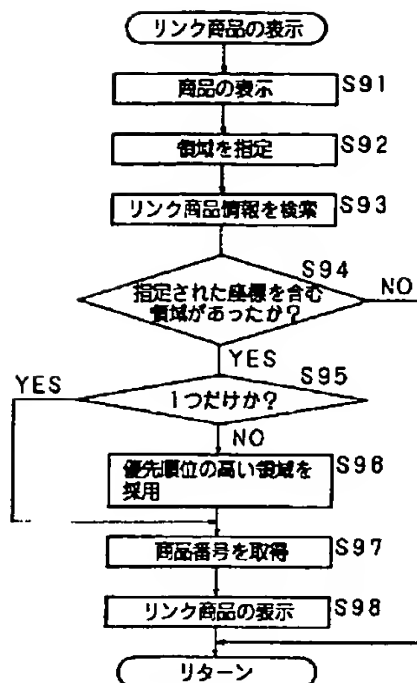 リンク商品の表示
商品の表示 S91
領域を指定 S92
リンク商品情報を検索 S93
S94
指定された座標を含む NO
領域があったか?
YES
YES S95
1つだけか?
NO
優先順位の高い領域を S96
採用
商品番号を取得 S97
リンク商品の表示 S98
リターン